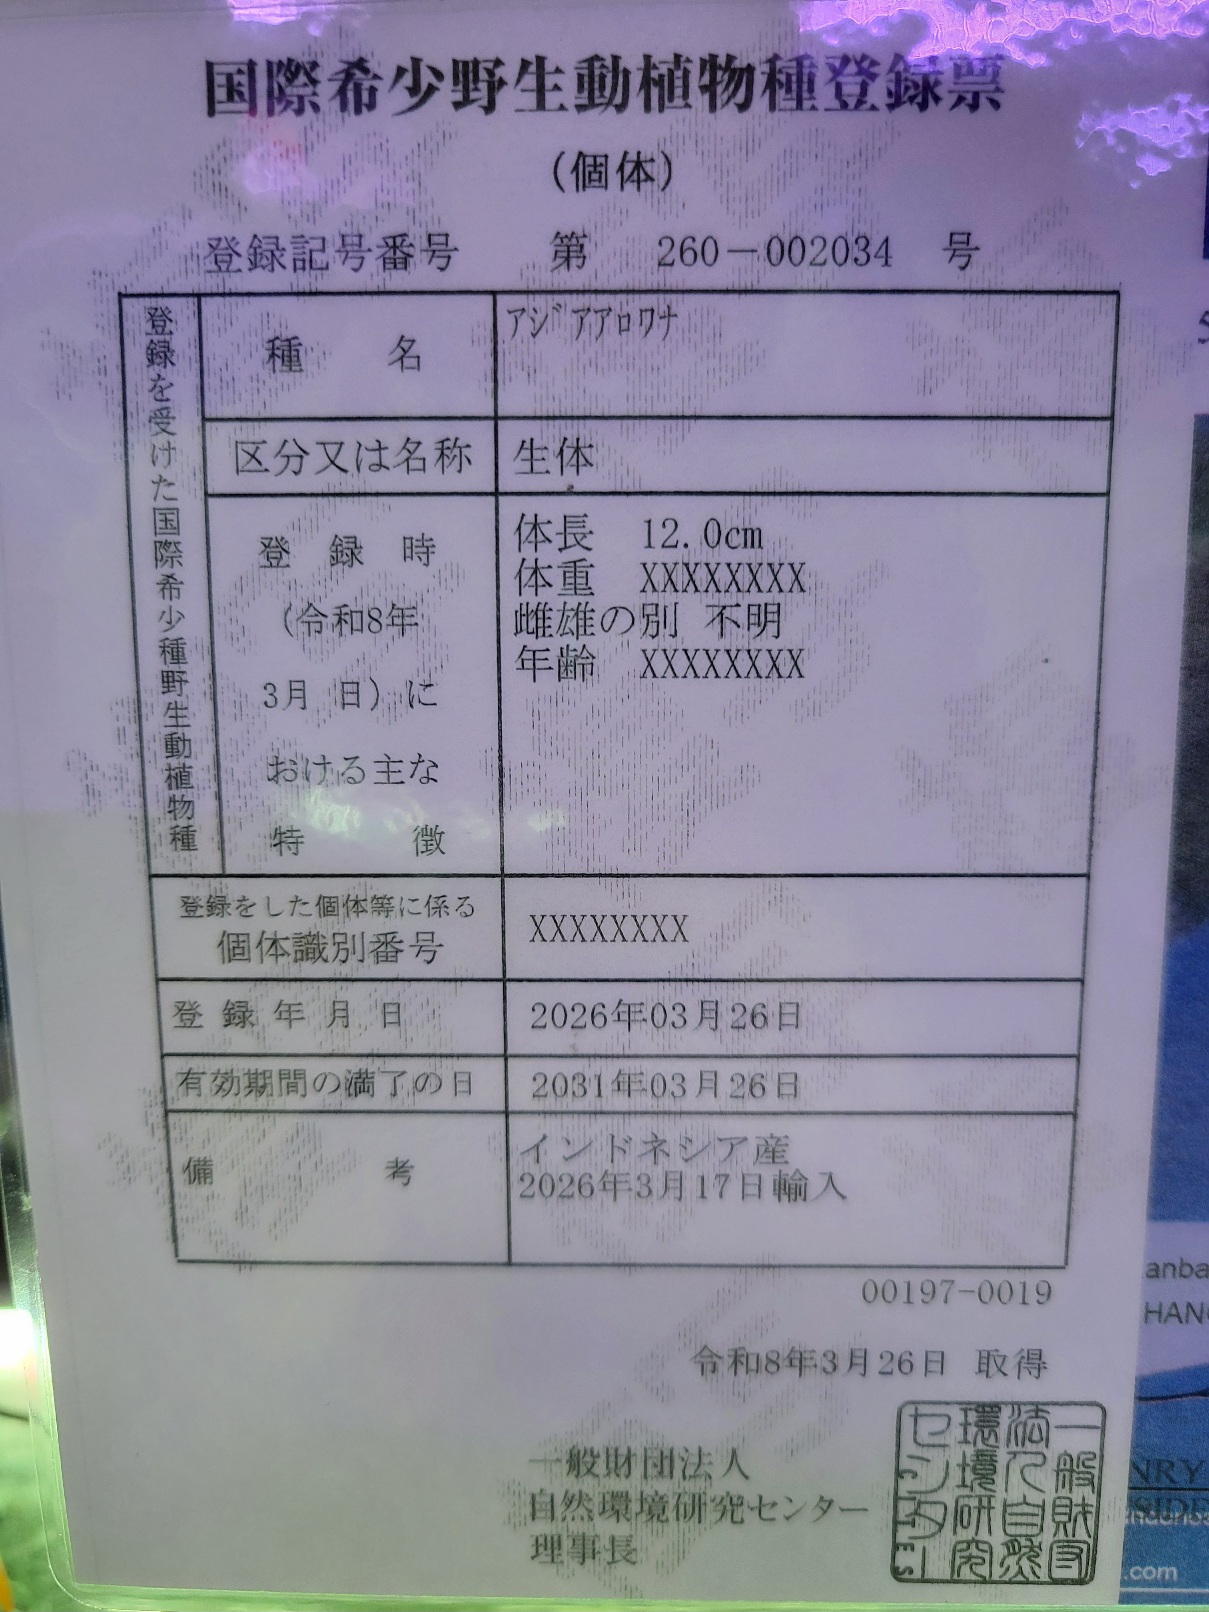 国際希少野生動植物種登録票
(個体)
登録記号番号 第 260－002034 号
登録を受けた国際希少種野生動植物種
種 名 ｱｼﾞｱｱﾛﾜﾅ
区分又は名称 生体
登録時
(令和8年
3月 日)に
おける主な
特 徴
体長 12.0cm
体重 XXXXXXXX
雌雄の別 不明
年齢 XXXXXXXX
登録をした個体等に係る
個体識別番号
XXXXXXXX
登録年月日 2026年03月26日
有効期間の満了の日 2031年03月26日
備 考
インドネシア産
2026年3月17日輸入
00197-0019
令和8年3月26日 取得
一般財団法人
自然環境研究センター
理事長
一般財団
法人自然
環境研究
センター
CITES
anba
HAN
NRY
SIDE
.com